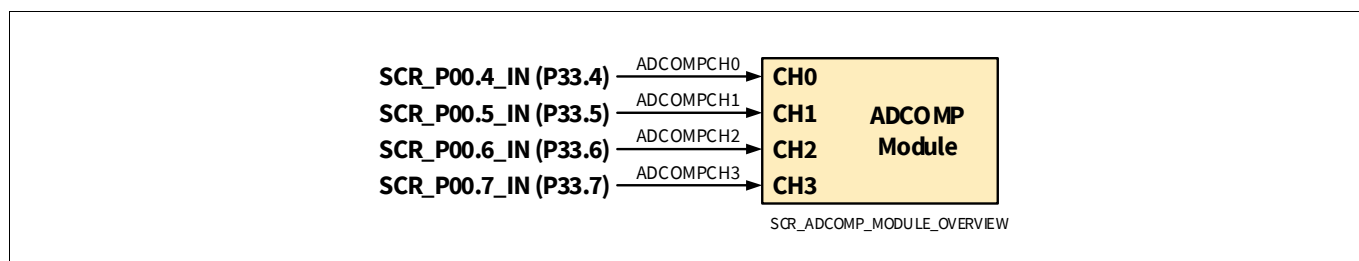 SCR_P00.4_IN (P33.4) ADCOMPCH0 CH0
SCR_P00.5_IN (P33.5) ADCOMPCH1 CH1
SCR_P00.6_IN (P33.6) ADCOMPCH2 CH2
SCR_P00.7_IN (P33.7) ADCOMPCH3 CH3
ADCOMP
Module
SCR_ADCOMP_MODULE_OVERVIEW